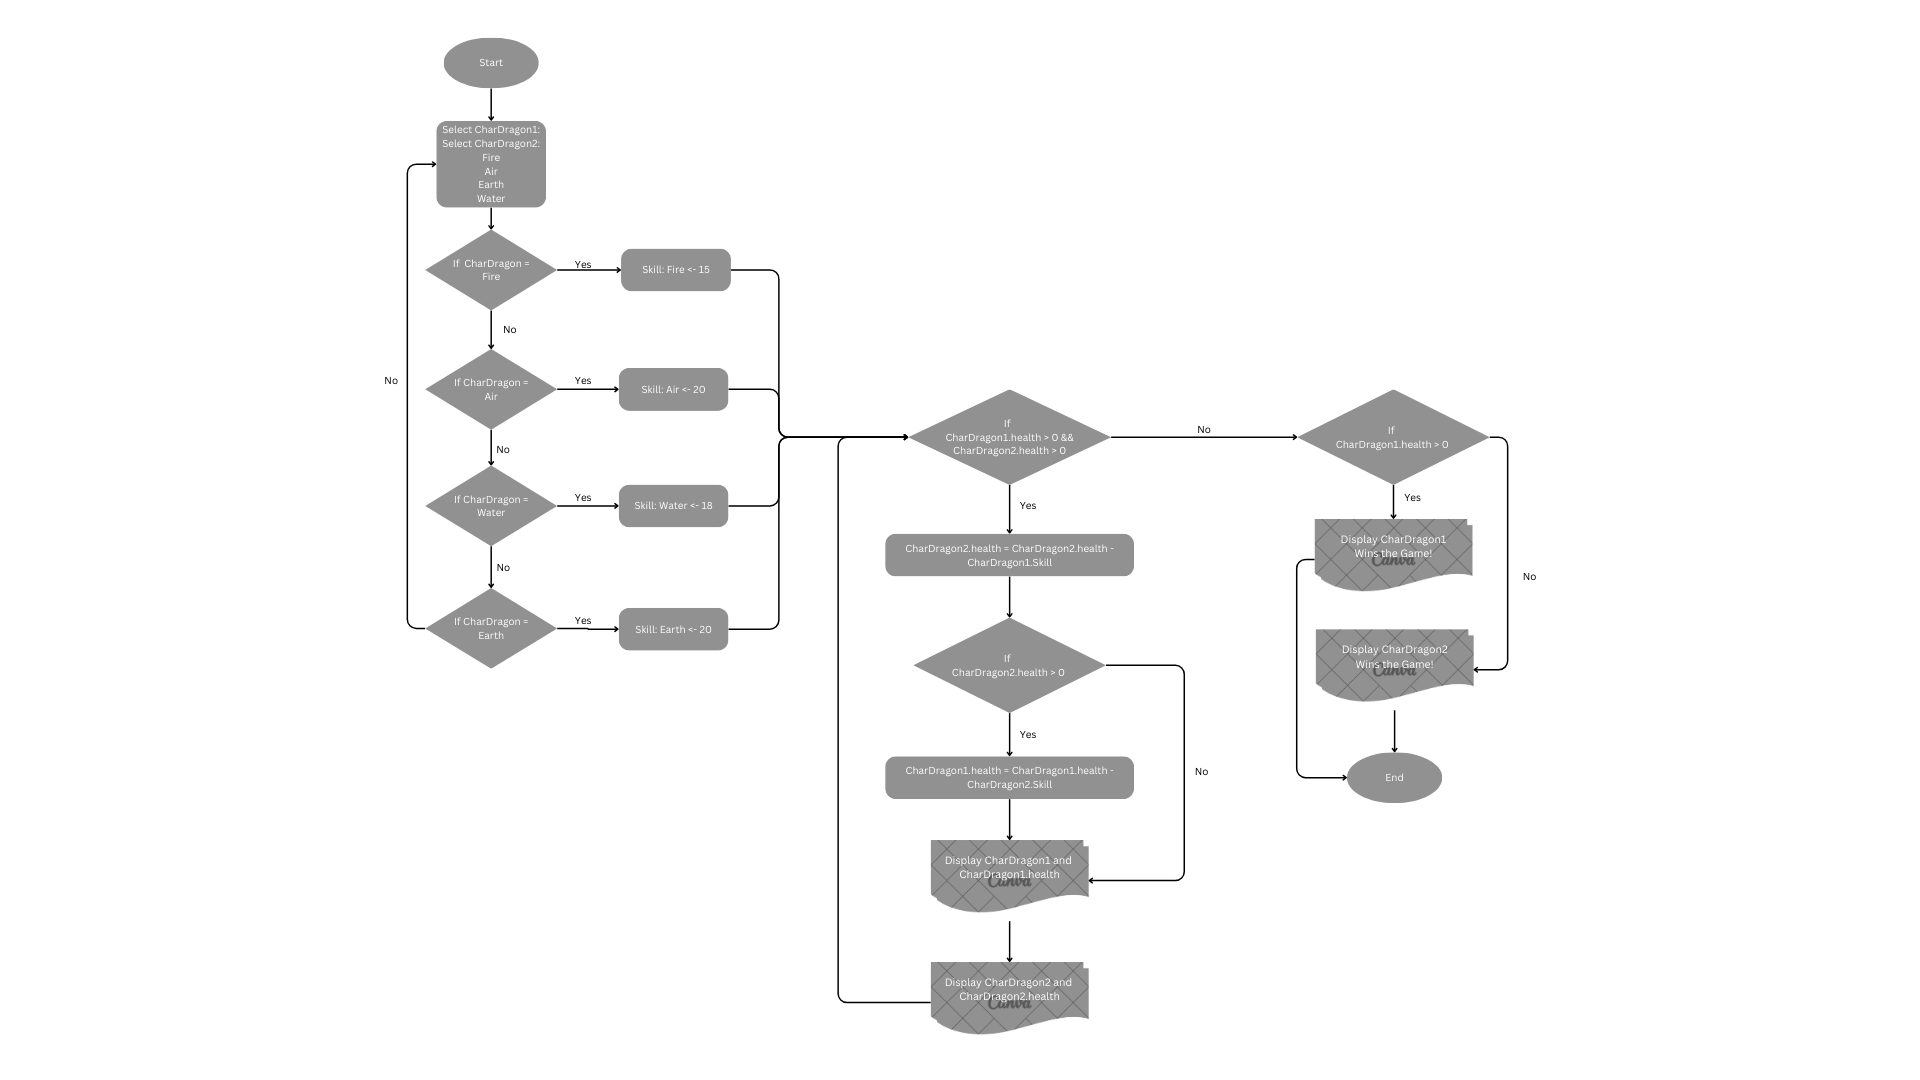 Start
Select CharDragon1:
Select CharDragon2:
Fire
Air
Earth
Water
If  CharDragon =
Fire
Yes
Skill: Fire <- 15
No
If CharDragon =
Air
Yes
Skill: Air <- 20
No
No
If CharDragon =
Water
Yes
Skill: Water <- 18
No
If CharDragon =
Earth
Yes
Skill: Earth <- 20
If
CharDragon1.health > 0 &&
CharDragon2.health > 0
No
Yes
CharDragon2.health = CharDragon2.health -
CharDragon1.Skill
If
CharDragon2.health > 0
Yes
No
CharDragon1.health = CharDragon1.health -
CharDragon2.Skill
Display CharDragon1 and
CharDragon1.health
Canva
Display CharDragon2 and
CharDragon2.health
Canva
If
CharDragon1.health > 0
Yes
No
Display CharDragon1
Wins the Game!
Canva
Display CharDragon2
Wins the Game!
Canva
End